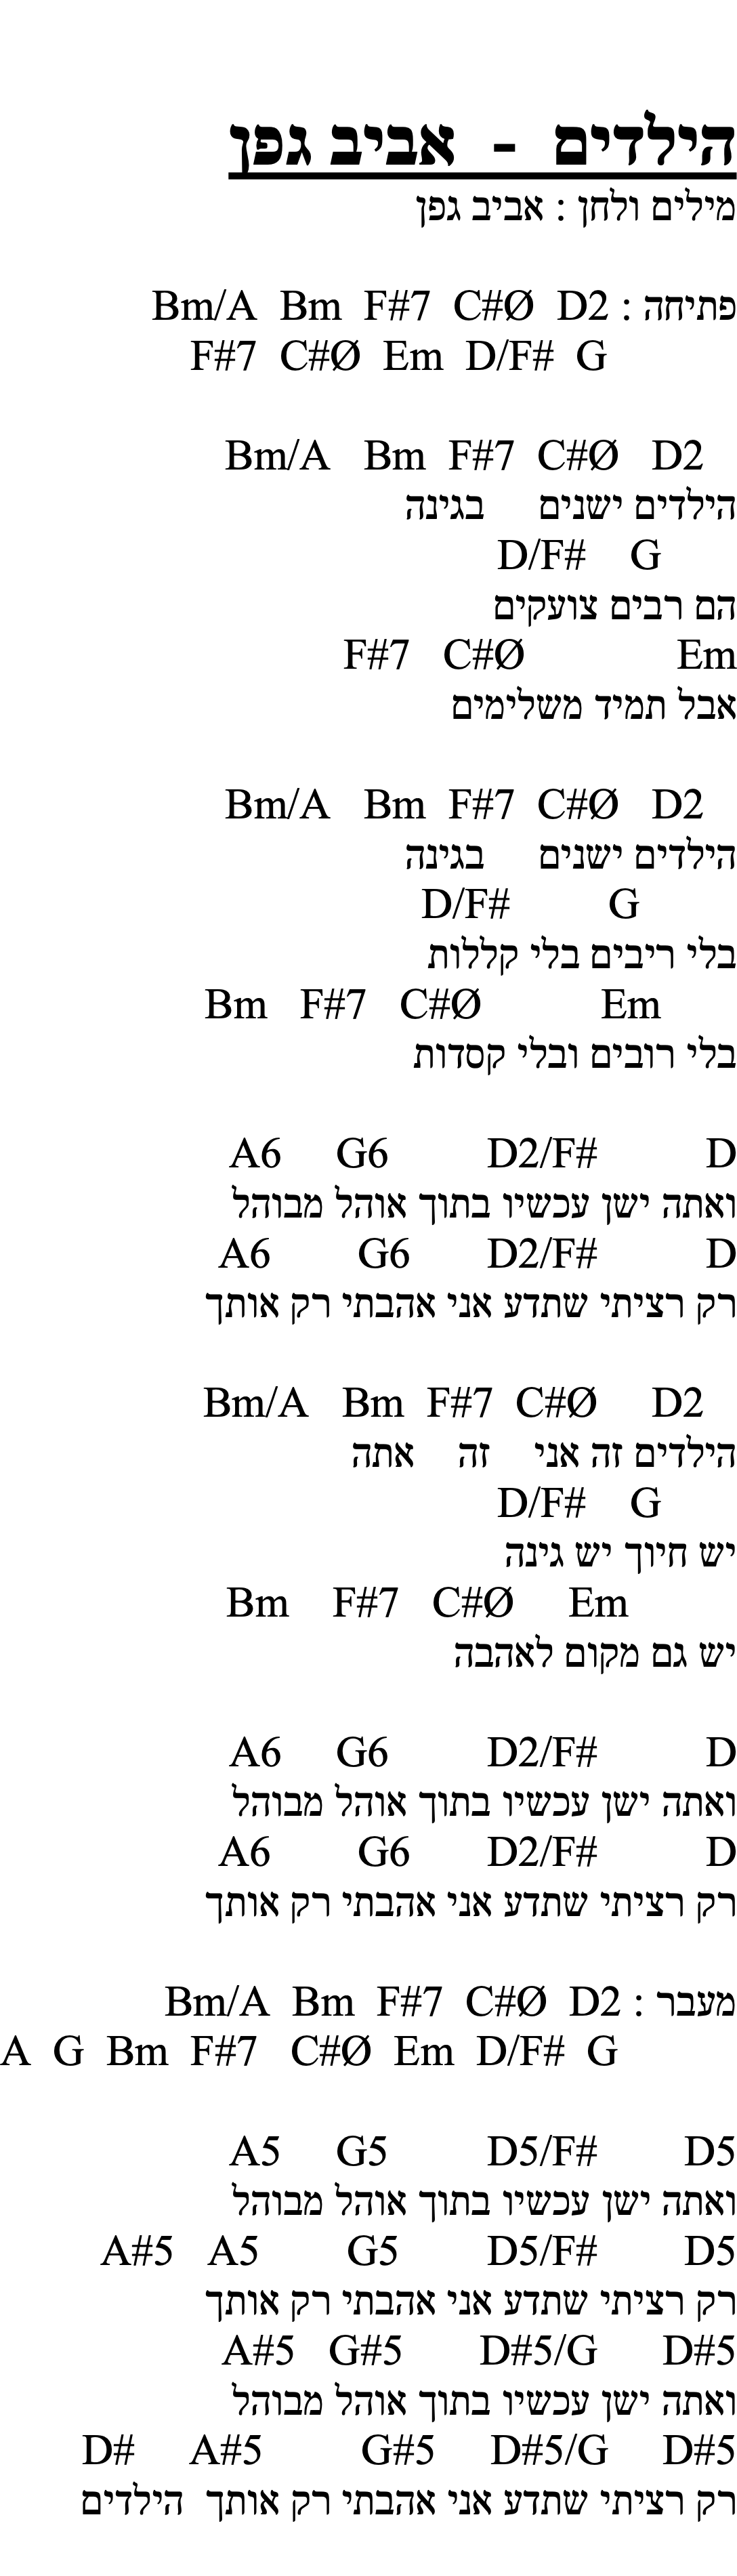 הילדים - אביב גפן
מילים ולחן : אביב גפן
פתיחה : D2 C#Ø F#7 Bm Bm/A
G D/F# Em C#Ø F#7
D2 C#Ø F#7 Bm Bm/A
הילדים ישנים בגינה
G D/F#
הם רבים צועקים
Em C#Ø F#7
אבל תמיד משלימים
D2 C#Ø F#7 Bm Bm/A
הילדים ישנים בגינה
G D/F#
בלי ריבים בלי קללות
Em C#Ø F#7 Bm
בלי רובים ובלי קסדות
D D2/F# G6 A6
ואתה ישן עכשיו בתוך אוהל מבוהל
D D2/F# G6 A6
רק רציתי שתדע אני אהבתי רק אותך
D2 C#Ø F#7 Bm Bm/A
הילדים זה אני זה אתה
G D/F#
יש חיוך יש גינה
Em C#Ø F#7 Bm
יש גם מקום לאהבה
D D2/F# G6 A6
ואתה ישן עכשיו בתוך אוהל מבוהל
D D2/F# G6 A6
רק רציתי שתדע אני אהבתי רק אותך
מעבר : D2 C#Ø F#7 Bm Bm/A
G D/F# Em C#Ø F#7 Bm G A
D5 D5/F# G5 A5
ואתה ישן עכשיו בתוך אוהל מבוהל
D5 D5/F# G5 A5 A#5
רק רציתי שתדע אני אהבתי רק אותך
D#5 D#5/G G#5 A#5
ואתה ישן עכשיו בתוך אוהל מבוהל
D#5 D#5/G G#5 A#5 D#
רק רציתי שתדע אני אהבתי רק אותך הילדים